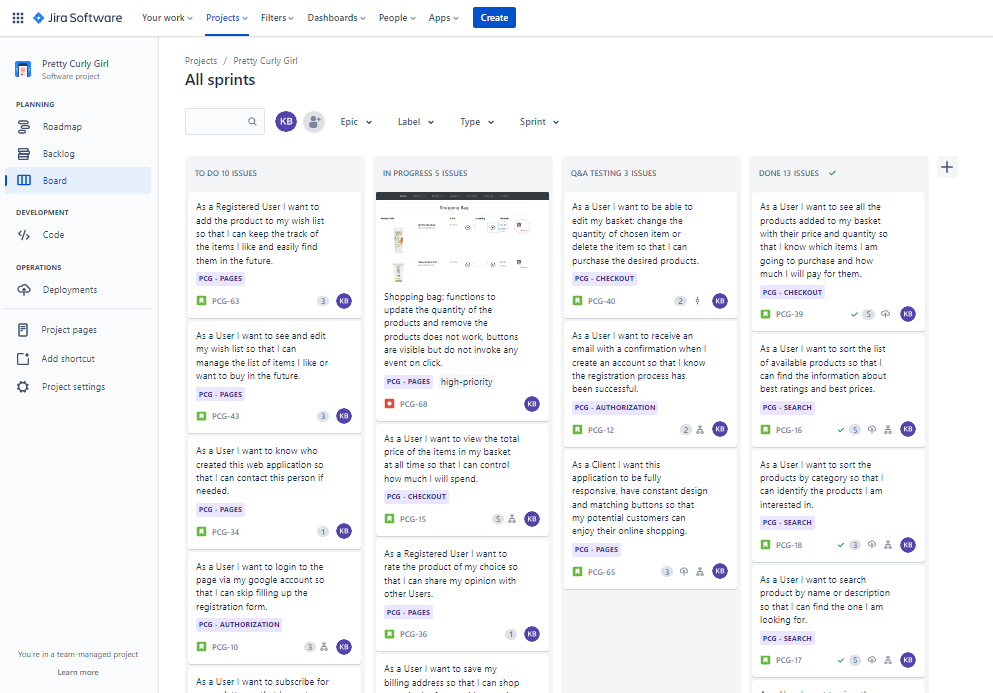 Jira Software
Your work
Projects
Filters
Dashboards
People
Apps
Create
Pretty Curly Girl
Software project
PLANNING
Roadmap
Backlog
Board
DEVELOPMENT
Code
OPERATIONS
Deployments
Project pages
Add shortcut
Project settings
You're in a team-managed project
Learn more
Projects / Pretty Curly Girl
All sprints
KB
Epic
Label
Type
Sprint
TO DO 10 ISSUES
As a Registered User I want to
add the product to my wish list
so that I can keep the track of
the items I like and easily find
them in the future.
PCG - PAGES
PCG-63 3 KB
As a User I want to see and edit
my wish list so that I can
manage the list of items I like or
want to buy in the future.
PCG - PAGES
PCG-43 3 KB
As a User I want to know who
created this web application so
that I can contact this person if
needed.
PCG - PAGES
PCG-34 1 KB
As a User I want to login to the
page via my google account so
that I can skip filling up the
registration form.
PCG - AUTHORIZATION
PCG-10 3 KB
As a User I want to subscribe for
IN PROGRESS 5 ISSUES
Shopping Bag
Shopping bag: functions to
update the quantity of the
products and remove the
products does not work, buttons
are visible but do not invoke any
event on click.
PCG - PAGES high-priority
PCG-68 KB
As a User I want to view the total
price of the items in my basket
at all time so that I can control
how much I will spend.
PCG - CHECKOUT
PCG-15 5 KB
As a Registered User I want to
rate the product of my choice so
that I can share my opinion with
other Users.
PCG - PAGES
PCG-36 1 KB
As a User I want to save my
billing address so that I can shop
Q&A TESTING 3 ISSUES
As a User I want to be able to
edit my basket: change the
quantity of chosen item or
delete the item so that I can
purchase the desired products.
PCG - CHECKOUT
PCG-40 2 KB
As a User I want to receive an
email with a confirmation when I
create an account so that I know
the registration process has
been successful.
PCG - AUTHORIZATION
PCG-12 2 KB
As a Client I want this
application to be fully
responsive, have constant design
and matching buttons so that
my potential customers can
enjoy their online shopping.
PCG - PAGES
PCG-65 3 KB
DONE 13 ISSUES
As a User I want to see all the
products added to my basket
with their price and quantity so
that I know which items I am
going to purchase and how
much I will pay for them.
PCG - CHECKOUT
PCG-39 5 KB
As a User I want to sort the list
of available products so that I
can find the information about
best ratings and best prices.
PCG - SEARCH
PCG-16 5 KB
As a User I want to sort the
products by category so that I
can identify the products I am
interested in.
PCG - SEARCH
PCG-18 3 KB
As a User I want to search
product by name or description
so that I can find the one I am
looking for.
PCG - SEARCH
PCG-17 5 KB